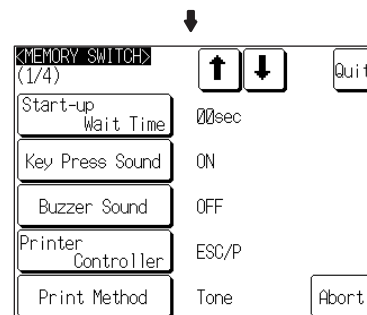 <MEMORY SWITCH>
(1/4)
Quit
Start-up
Wait Time
00sec
Key Press Sound
ON
Buzzer Sound
OFF
Printer
Controller
ESC/P
Print Method
Tone
Abort